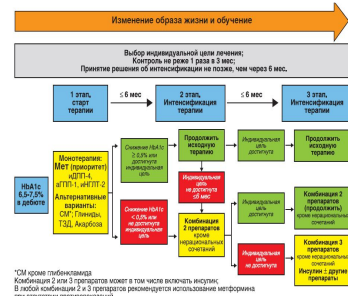 Изменение образа жизни и обучение
Выбор индивидуальной цели лечения;
Контроль не реже 1 раза в 3 мес;
Принятие решения об интенсификации не позже, чем через 6 мес.
1 этап,
старт
терапии
≤ 6 мес
2 этап,
Интенсификация
терапии
≤ 6 мес
3 этап,
Интенсификация
терапии
HbA1c
6,5-7,5%
в дебюте
Монотерапия:
Мет (приоритет)
иДПП-4,
аГПП-1, иНГЛТ-2
Альтернативные
варианты:
СМ*, Глиниды,
ТЗД, Акарбоза
Снижение HbA1c
≥ 0,5% или
достигнута
индивидуальная
цель
Снижение HbA1c
< 0,5% или
не достигнута
индивидуальная
цель
Продолжить
исходную
терапию
Индивидуальная
цель
не достигнута
≤6 мес
Комбинация
2 препаратов
кроме
нерациональных
сочетаний
Индивидуальная
цель
достигнута
Индивидуальная
цель
достигнута
Индивидуальная
цель
не достигнута
Продолжить
исходную
терапию
Комбинация 2
препаратов
(продолжить)
кроме нерациональных
сочетаний
Комбинация 3
препаратов
кроме нерациональных
сочетаний
Инсулин ± другие
препараты
*СМ кроме глибенкламида
Комбинация 2 или 3 препаратов может в том числе включать инсулин;
В любой комбинации 2 и 3 препаратов рекомендуется использование метформина
при отсутствии противопоказаний